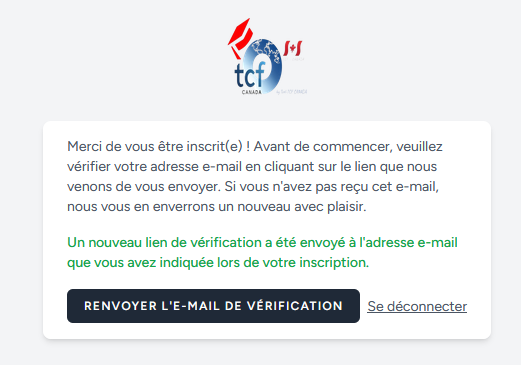 tcf
CANADA
Merci de vous être inscrit(e) ! Avant de commencer, veuillez
vérifier votre adresse e-mail en cliquant sur le lien que nous
venons de vous envoyer. Si vous n'avez pas reçu cet e-mail,
nous vous en enverrons un nouveau avec plaisir.
Un nouveau lien de vérification a été envoyé à l'adresse e-mail
que vous avez indiquée lors de votre inscription.
RENVOYER L'E-MAIL DE VÉRIFICATION Se déconnecter